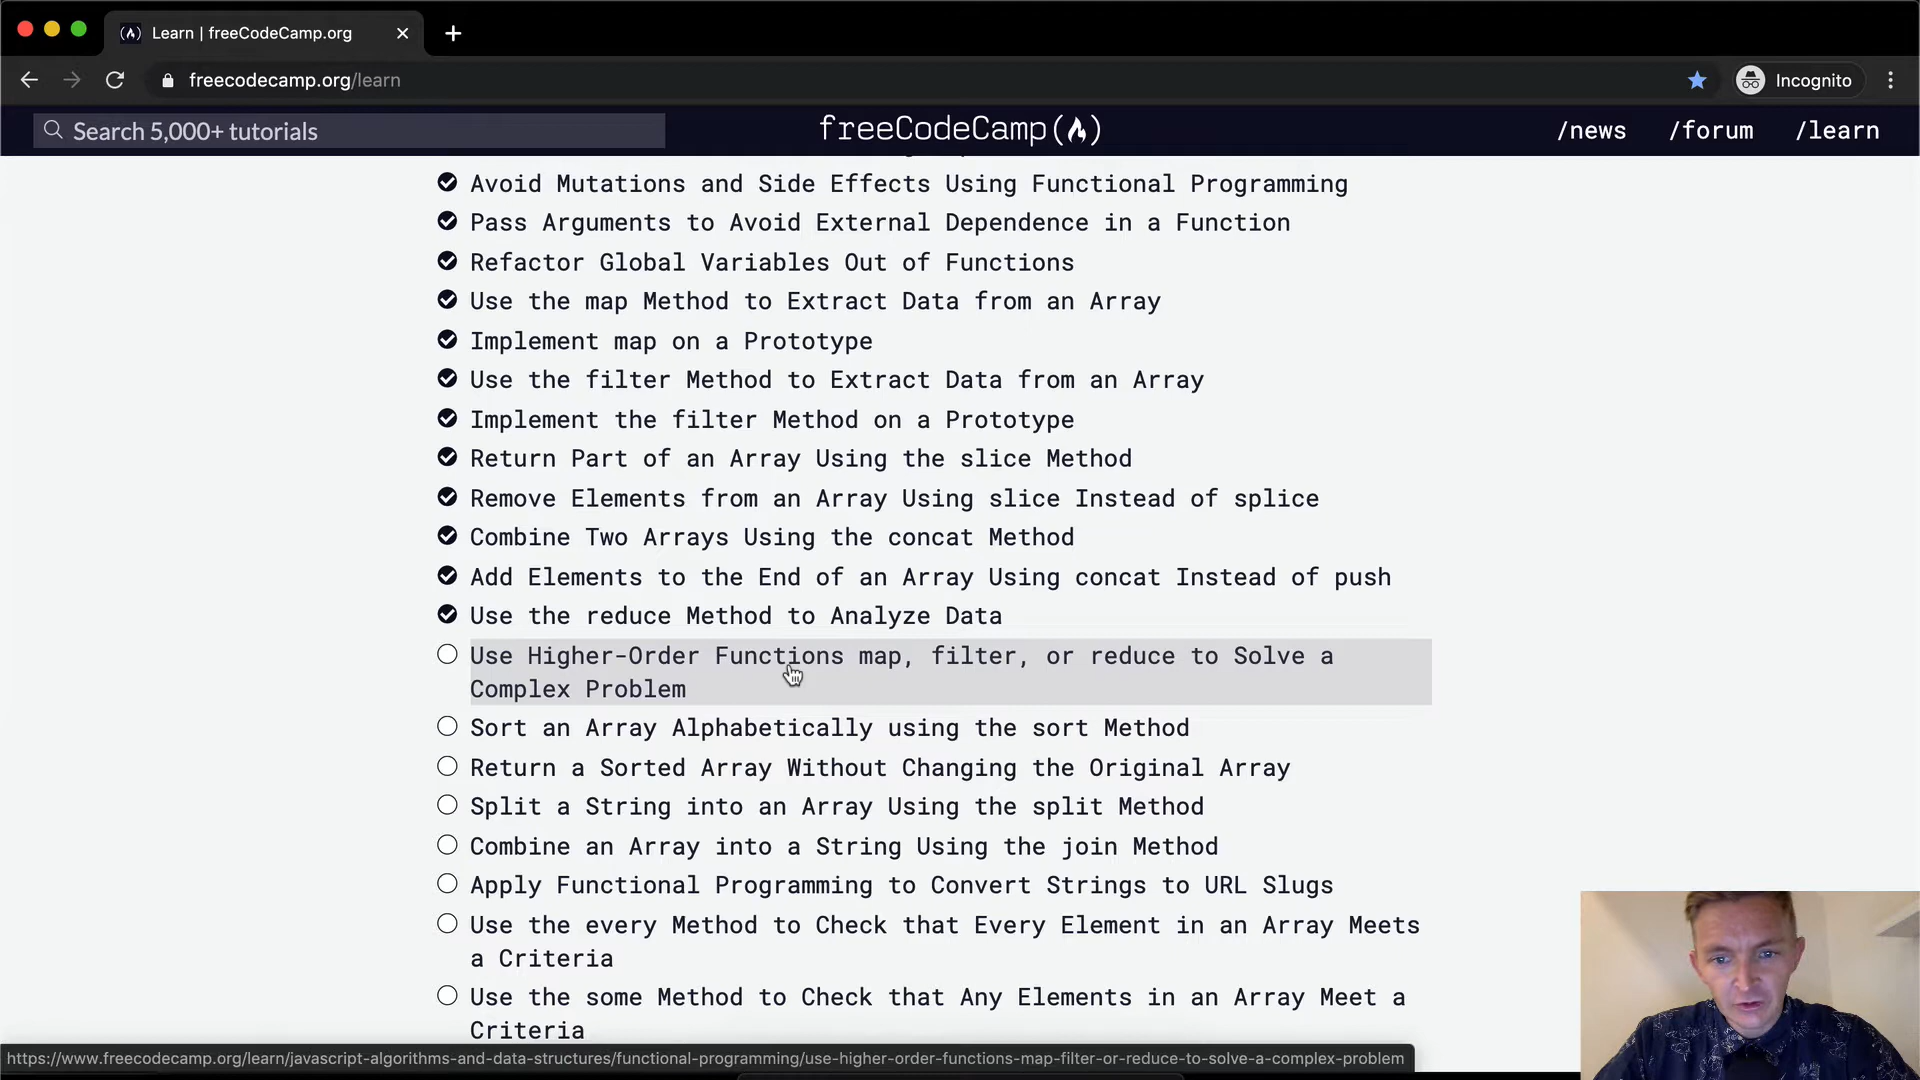 Learn | freeCodeCamp.org
freecodecamp.org/learn
Incognito
Search 5,000+ tutorials
freeCodeCamp
/news
/forum
/learn
Avoid Mutations and Side Effects Using Functional Programming
Pass Arguments to Avoid External Dependence in a Function
Refactor Global Variables Out of Functions
Use the map Method to Extract Data from an Array
Implement map on a Prototype
Use the filter Method to Extract Data from an Array
Implement the filter Method on a Prototype
Return Part of an Array Using the slice Method
Remove Elements from an Array Using slice Instead of splice
Combine Two Arrays Using the concat Method
Add Elements to the End of an Array Using concat Instead of push
Use the reduce Method to Analyze Data
Use Higher-Order Functions map, filter, or reduce to Solve a
Complex Problem
Sort an Array Alphabetically using the sort Method
Return a Sorted Array Without Changing the Original Array
Split a String into an Array Using the split Method
Combine an Array into a String Using the join Method
Apply Functional Programming to Convert Strings to URL Slugs
Use the every Method to Check that Every Element in an Array Meets
a Criteria
Use the some Method to Check that Any Elements in an Array Meet a
Criteria
https://www.freecodecamp.org/learn/javascript-algorithms-and-data-structures/functional-programming/use-higher-order-functions-map-filter-or-reduce-to-solve-a-complex-problem